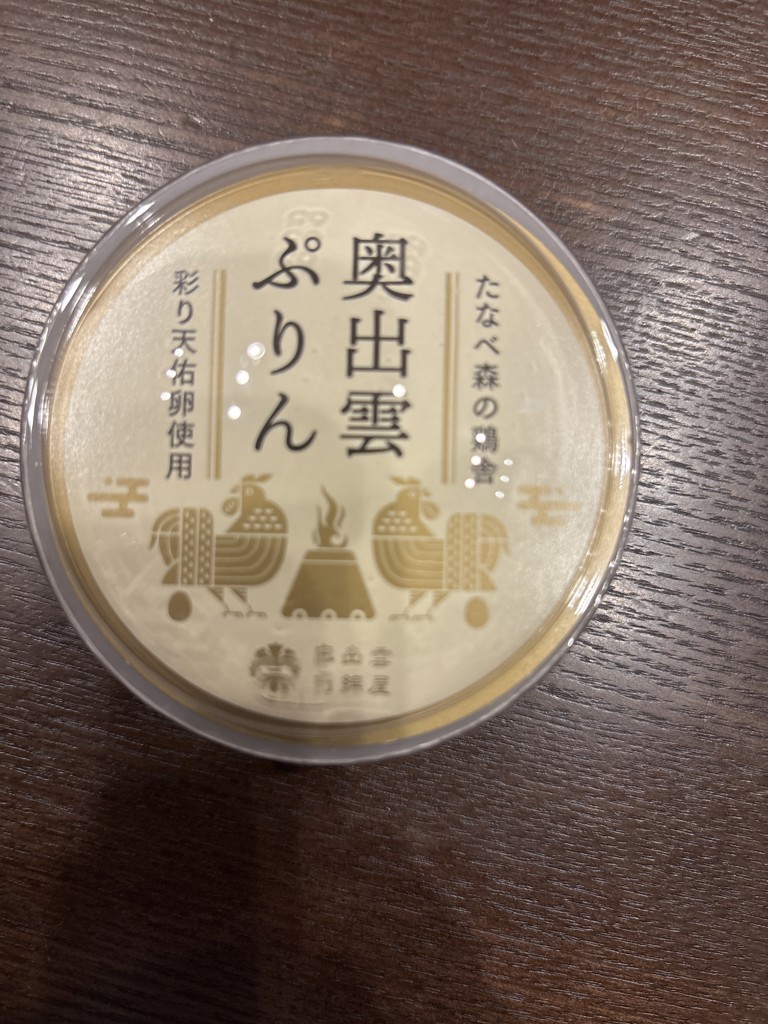 たなべ森の鶏舎
奥出雲
ぷりん
彩り天佑卵使用